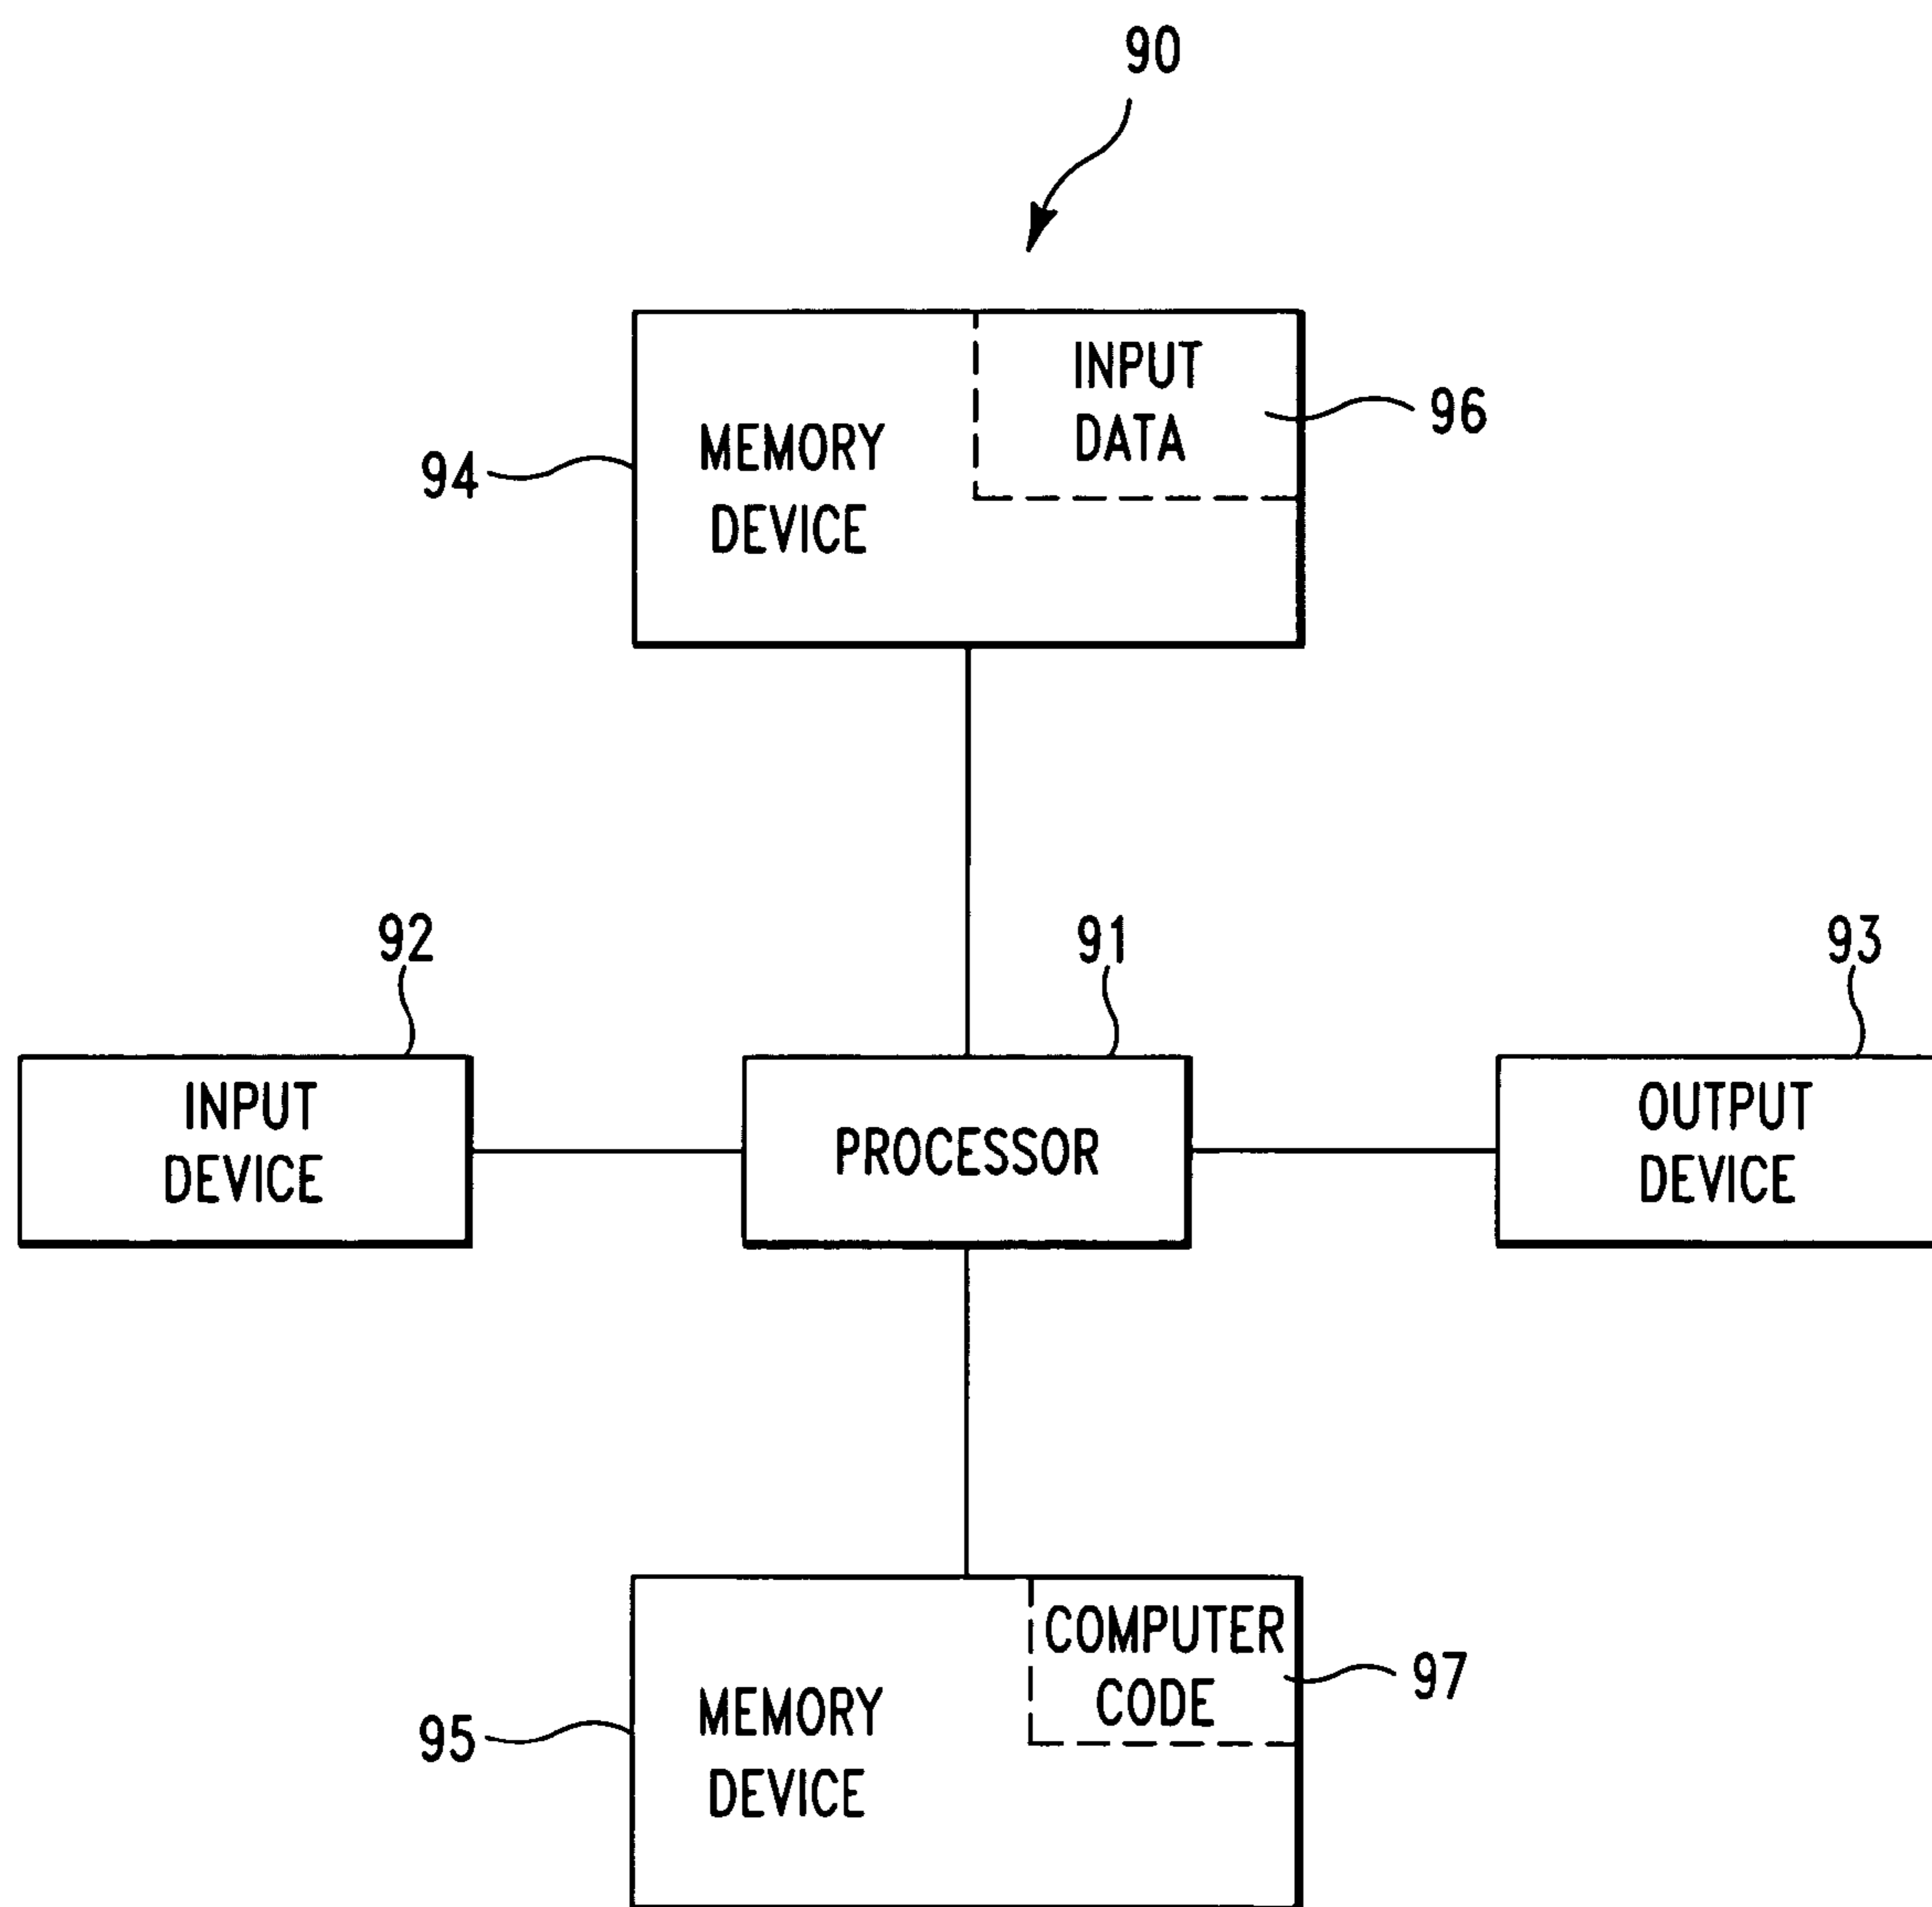 90
INPUT
DATA
96
MEMORY
DEVICE
94
92
91
93
INPUT
DEVICE
PROCESSOR
OUTPUT
DEVICE
COMPUTER
CODE
97
MEMORY
DEVICE
95